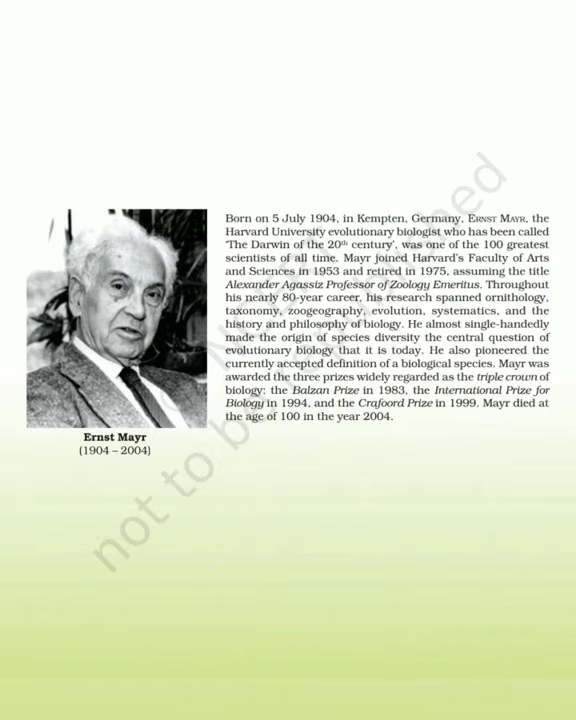 Born on 5 July 1904, in Kempten, Germany, ERNST MAYR, the
Harvard University evolutionary biologist who has been called
‘The Darwin of the 20th century’, was one of the 100 greatest
scientists of all time. Mayr joined Harvard’s Faculty of Arts
and Sciences in 1953 and retired in 1975, assuming the title
Alexander Agassiz Professor of Zoology Emeritus. Throughout
his nearly 80-year career, his research spanned ornithology,
taxonomy, zoogeography, evolution, systematics, and the
history and philosophy of biology. He almost single-handedly
made the origin of species diversity the central question of
evolutionary biology that it is today. He also pioneered the
currently accepted definition of a biological species. Mayr was
awarded the three prizes widely regarded as the triple crown of
biology: the Balzan Prize in 1983, the International Prize for
Biology in 1994, and the Crafoord Prize in 1999. Mayr died at
the age of 100 in the year 2004.
Ernst Mayr
(1904 – 2004)
not to be